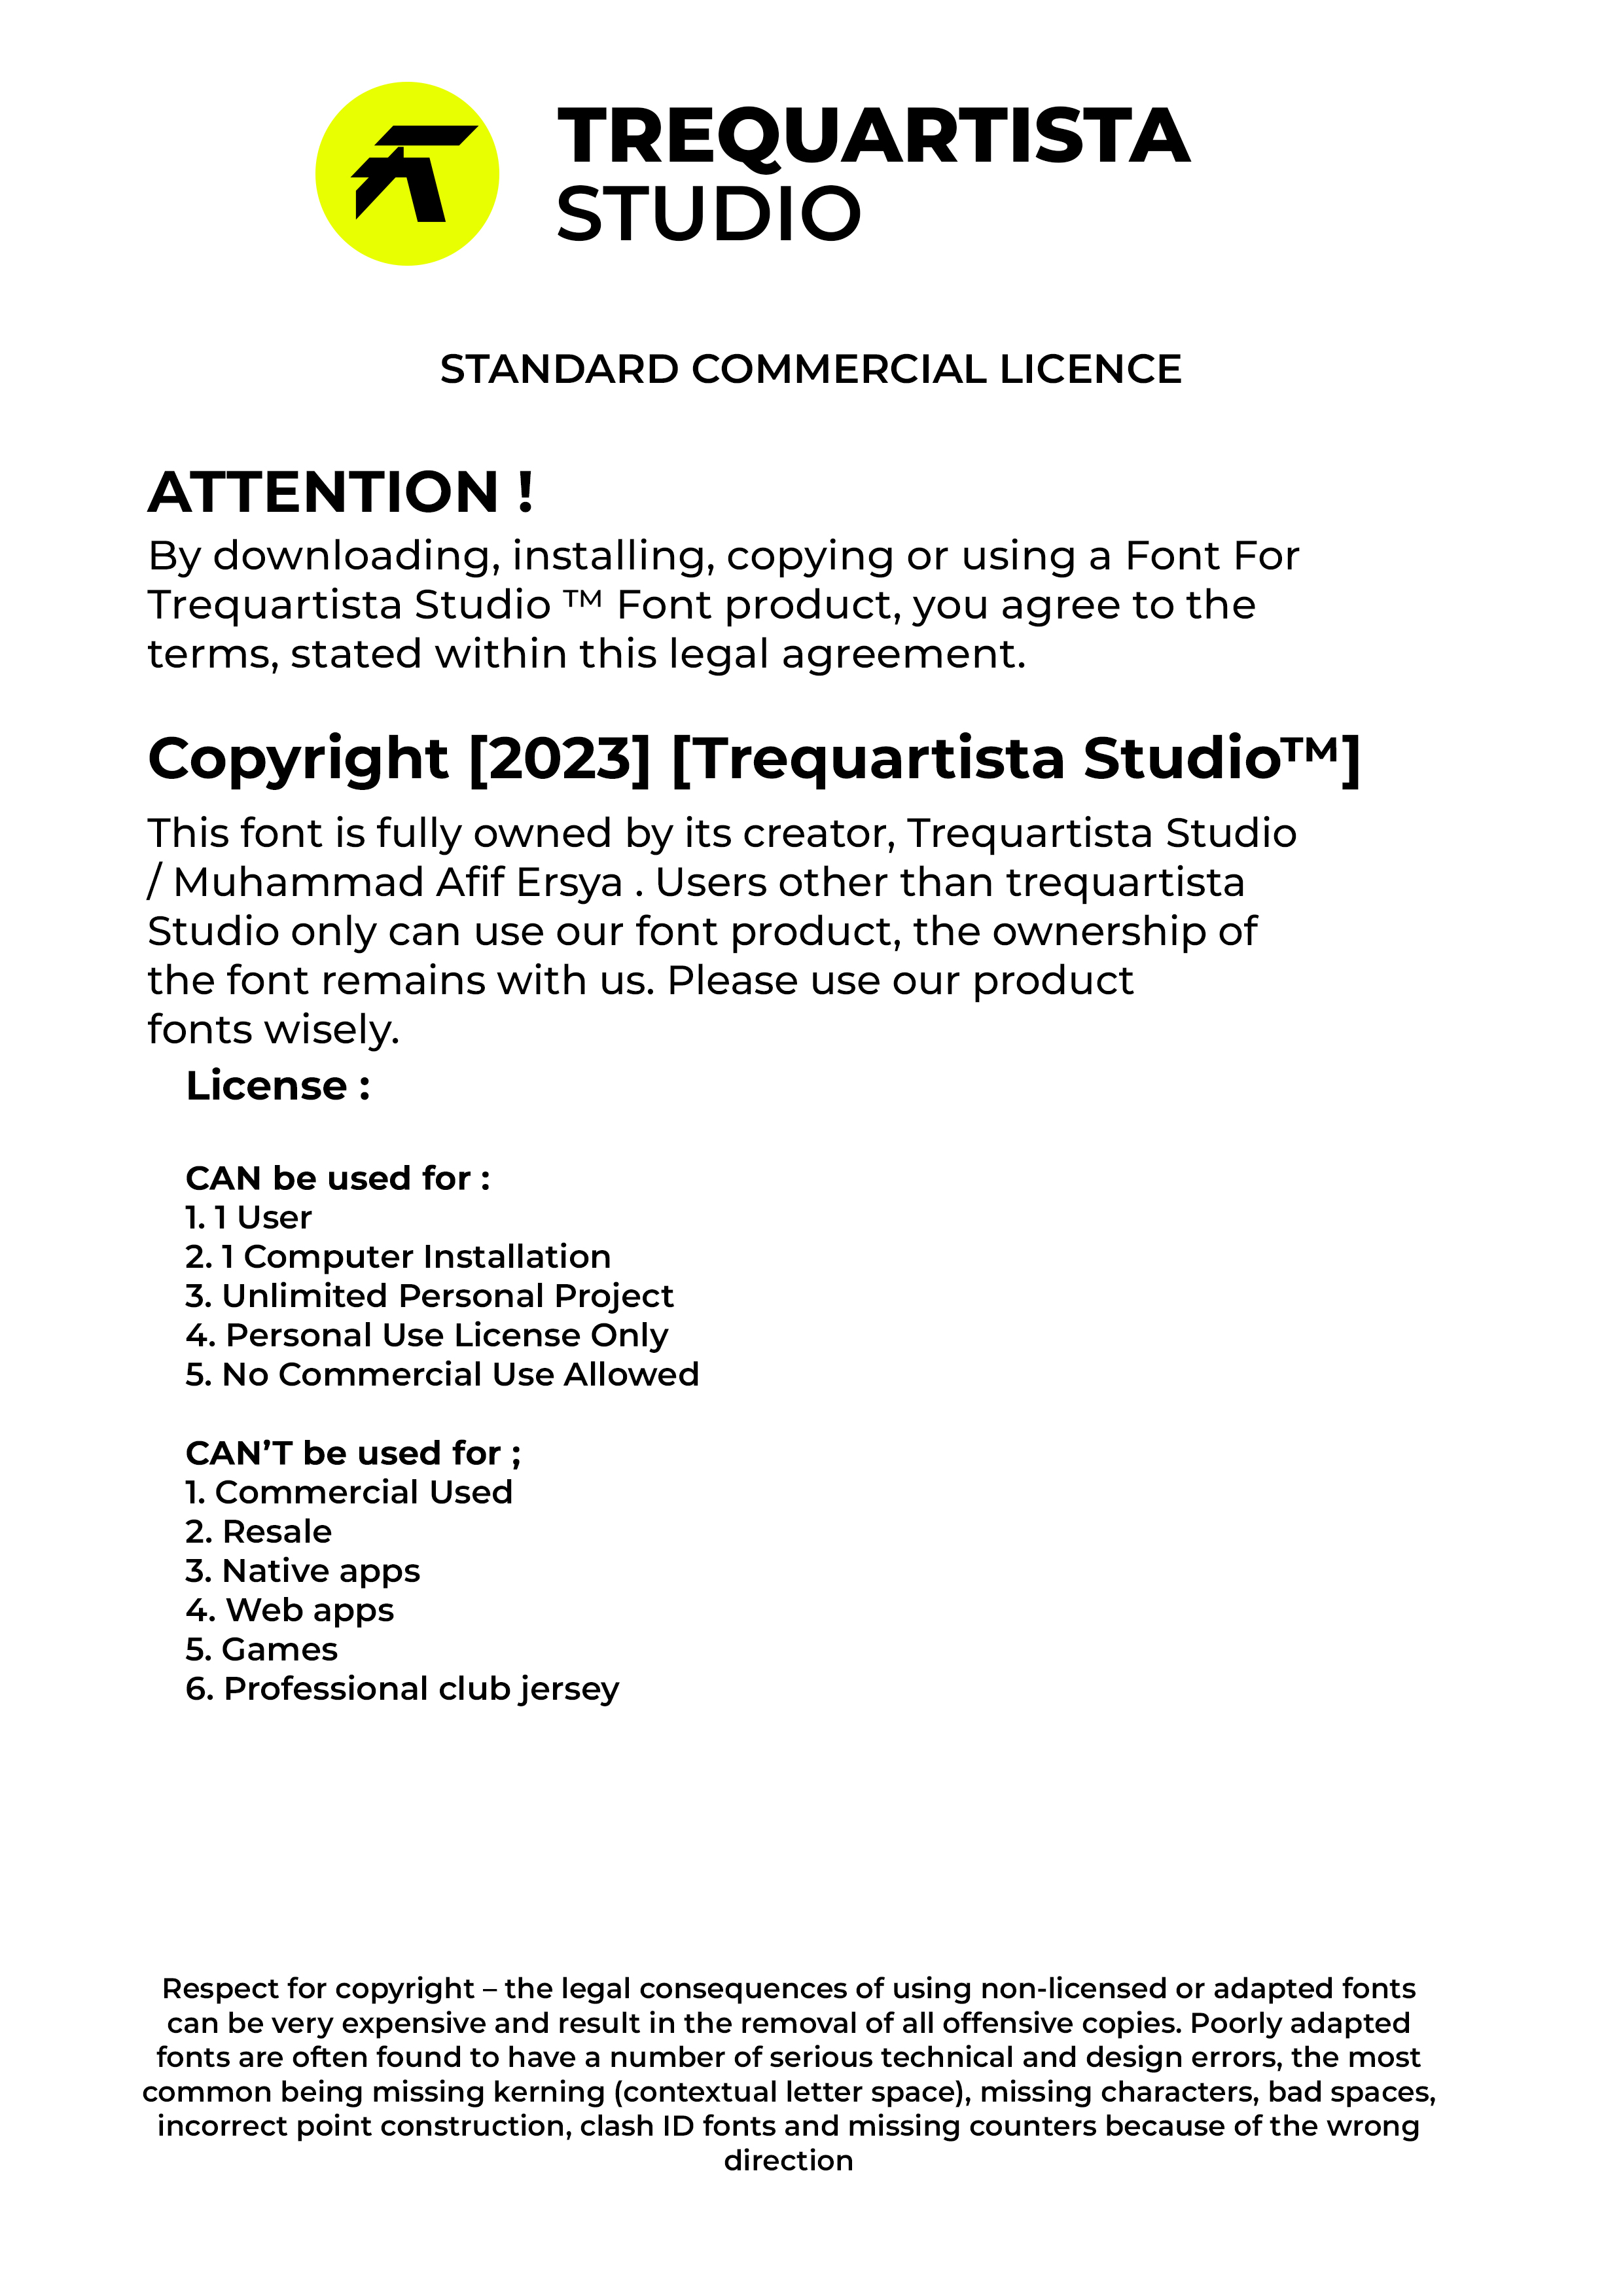 TREQUARTISTA
STUDIO
STANDARD COMMERCIAL LICENCE
ATTENTION !
By downloading, installing, copying or using a Font For
Trequartista Studio ™ Font product, you agree to the
terms, stated within this legal agreement.
Copyright [2023] [Trequartista Studio™]
This font is fully owned by its creator, Trequartista Studio
/ Muhammad Afif Ersya . Users other than trequartista
Studio only can use our font product, the ownership of
the font remains with us. Please use our product
fonts wisely.
License :
CAN be used for :
1. 1 User
2. 1 Computer Installation
3. Unlimited Personal Project
4. Personal Use License Only
5. No Commercial Use Allowed
CAN’T be used for ;
1. Commercial Used
2. Resale
3. Native apps
4. Web apps
5. Games
6. Professional club jersey
Respect for copyright – the legal consequences of using non-licensed or adapted fonts
can be very expensive and result in the removal of all offensive copies. Poorly adapted
fonts are often found to have a number of serious technical and design errors, the most
common being missing kerning (contextual letter space), missing characters, bad spaces,
incorrect point construction, clash ID fonts and missing counters because of the wrong
direction